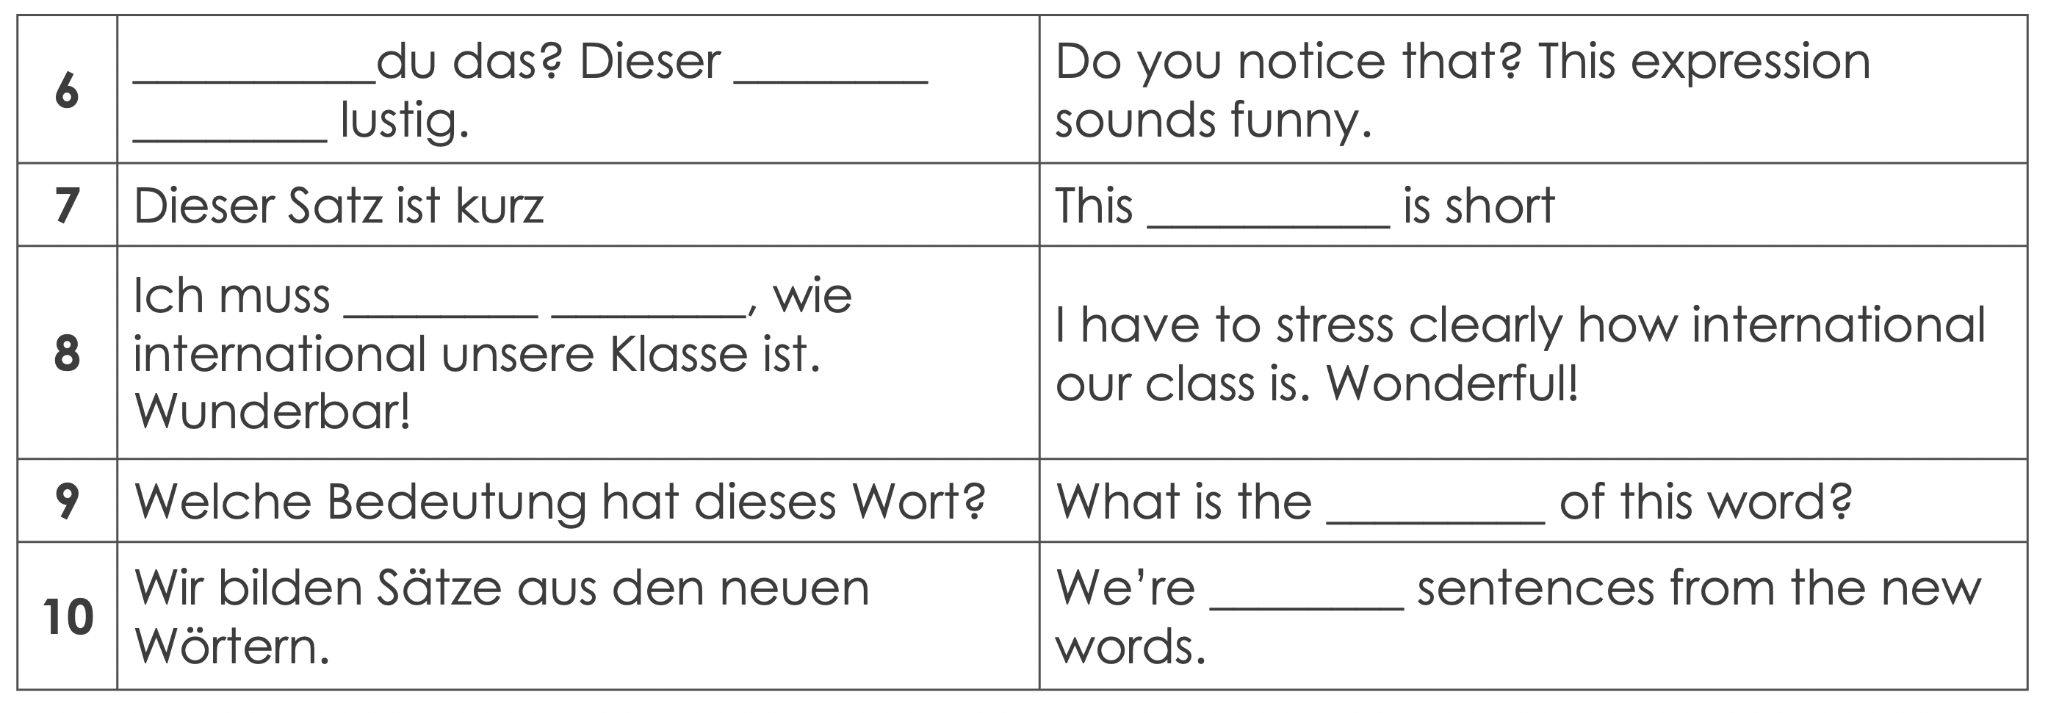 6
__________du das? Dieser ________
________ lustig.
Do you notice that? This expression
sounds funny.
7
Dieser Satz ist kurz
This __________ is short
8
Ich muss ________ ________, wie
international unsere Klasse ist.
Wunderbar!
I have to stress clearly how international
our class is. Wonderful!
9
Welche Bedeutung hat dieses Wort?
What is the _________ of this word?
10
Wir bilden Sätze aus den neuen
Wörtern.
We’re ________ sentences from the new
words.